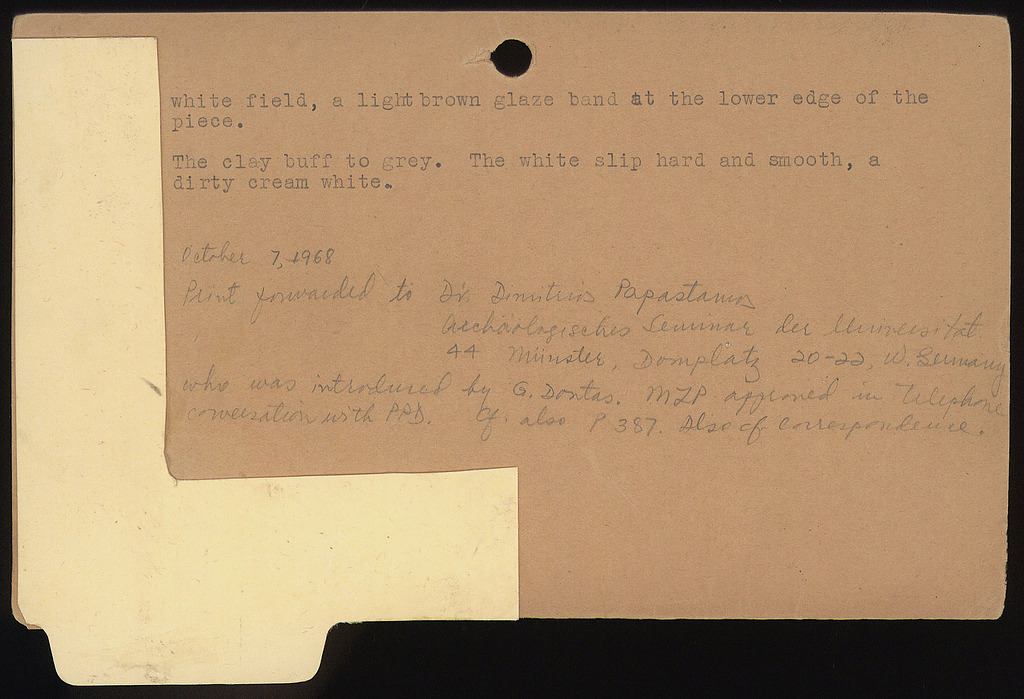 white field, a light brown glaze band at the lower edge of the
piece.
The clay buff to grey. The white slip hard and smooth, a
dirty cream white.
October 7, 1968
Print forwarded to Dr. Dimitrios Papastamos
Archäologisches Seminar der Universität
44 Münster, Domplatz 20-22, W. Germany
who was introduced by G. Dontas. MZP approved in Telephone
conversation with PPD. Cf. also P 387. Also cf correspondence.